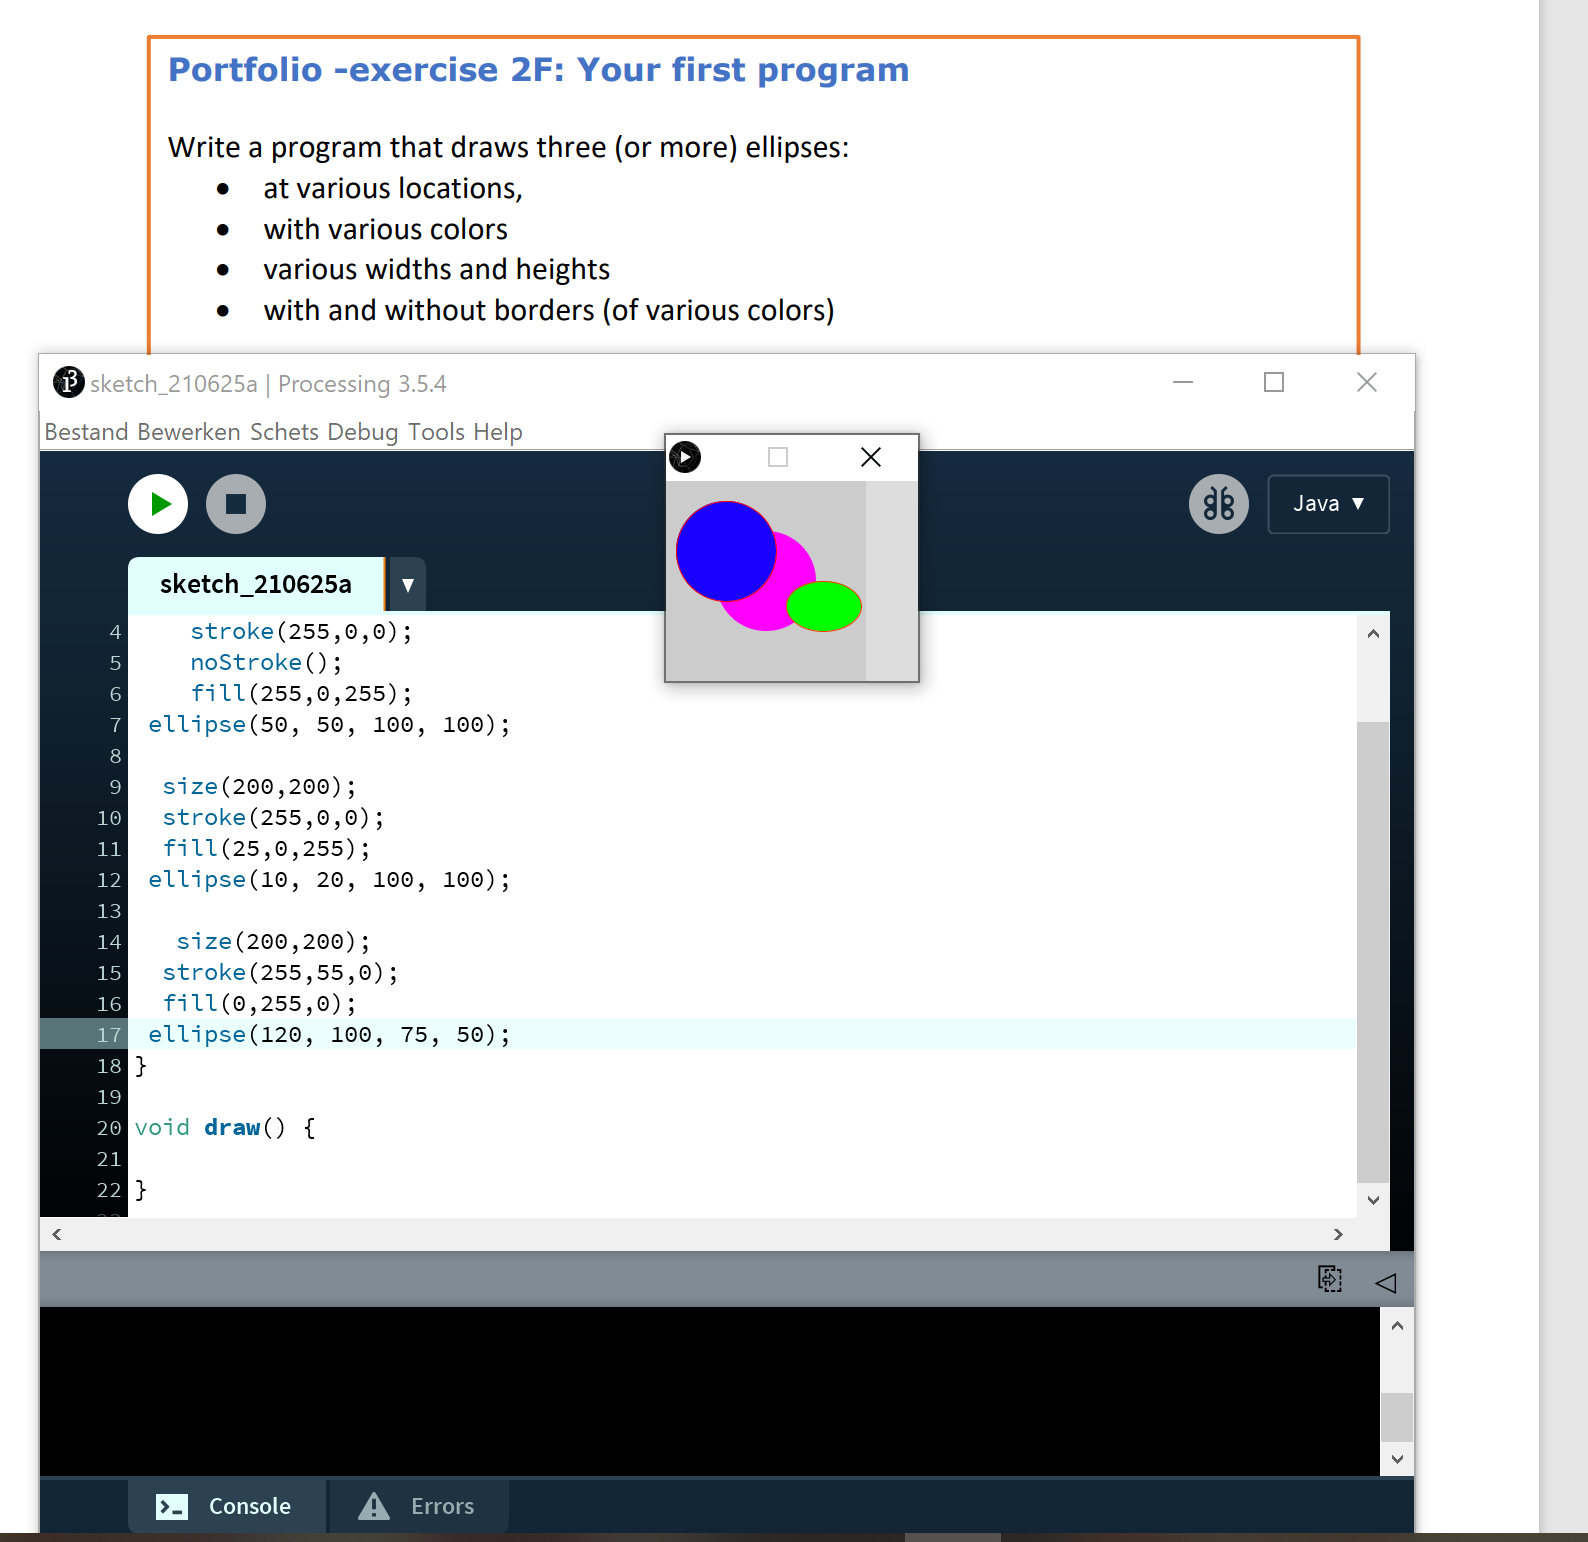 Portfolio -exercise 2F: Your first program
Write a program that draws three (or more) ellipses:
• at various locations,
• with various colors
• various widths and heights
• with and without borders (of various colors)
sketch_210625a | Processing 3.5.4
Bestand Bewerken Schets Debug Tools Help
Java ▼
sketch_210625a ▼
4 stroke(255,0,0);
5 noStroke();
6 fill(255,0,255);
7 ellipse(50, 50, 100, 100);
8
9 size(200,200);
10 stroke(255,0,0);
11 fill(25,0,255);
12 ellipse(10, 20, 100, 100);
13
14 size(200,200);
15 stroke(255,55,0);
16 fill(0,255,0);
17 ellipse(120, 100, 75, 50);
18 }
19
20 void draw() {
21
22 }
Console Errors